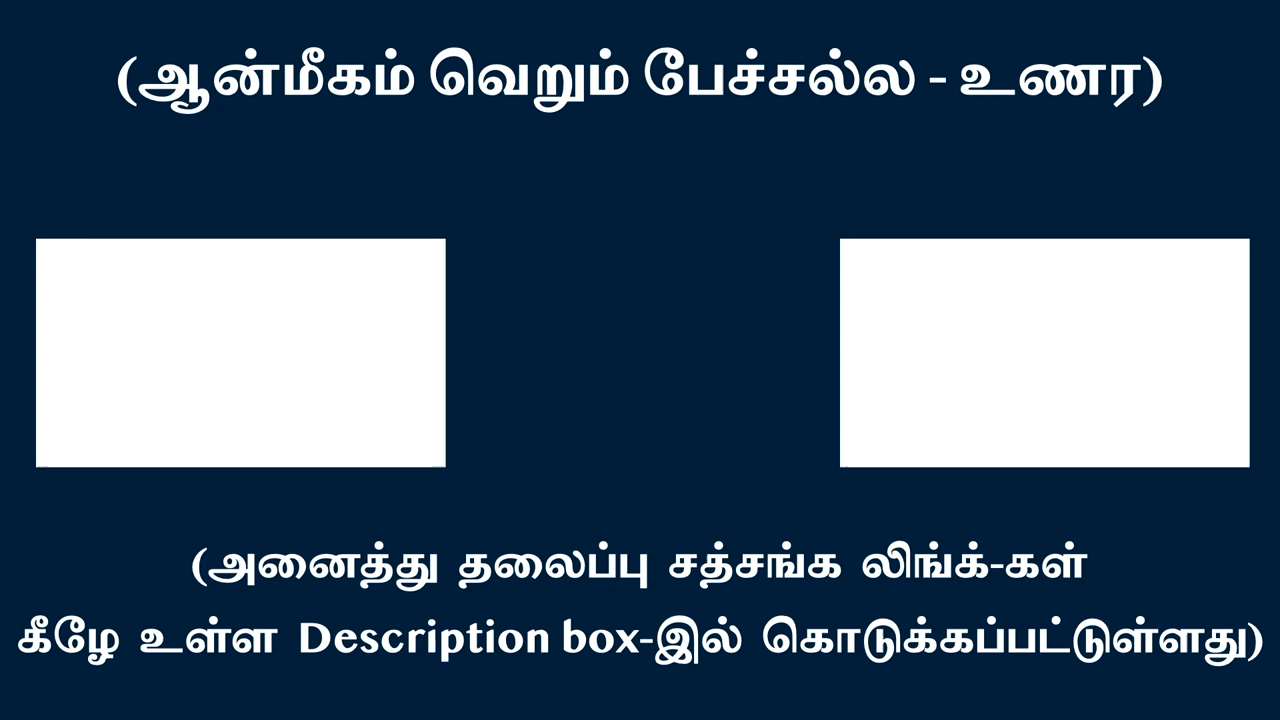 (ஆன்மீகம் வெறும் பேச்சல்ல - உணர)
(அனைத்து தலைப்பு சத்சங்க லிங்க்-கள்
கீழே உள்ள Description box-இல் கொடுக்கப்பட்டுள்ளது)